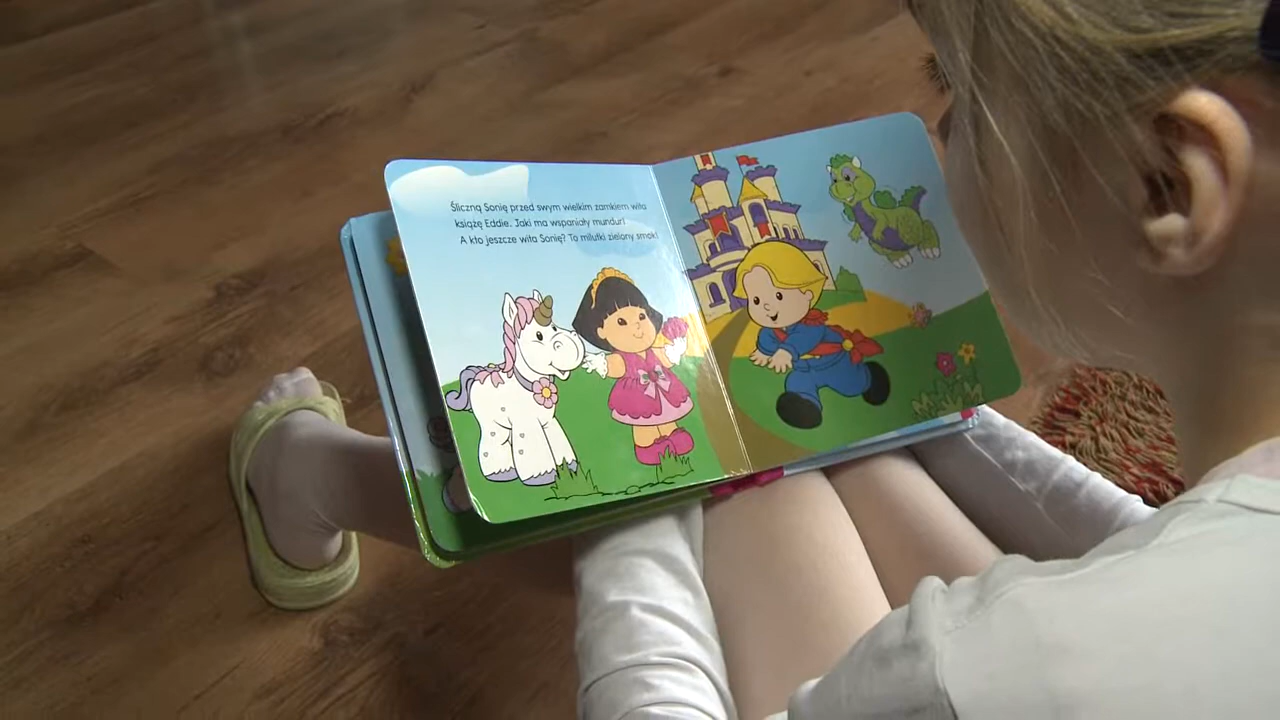 Śliczną Sonię przed swym wielkim zamkiem wita
książę Eddie. Jaki ma wspaniały mundur!
A kto jeszcze wita Sonię? To milutki zielony smok!